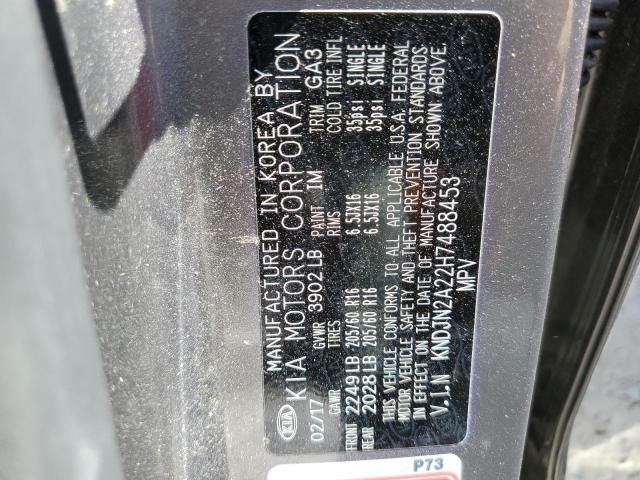 KIA
MANUFACTURED IN KOREA BY
KIA MOTORS CORPORATION
02/17 GVWR 3902 LB PAINT IM TRIM GA3
GAWR TIRES RIMS COLD TIRE INFL
FRONT 2249 LB 205/60 R16 6.5JX16 35psi SINGLE
REAR 2028 LB 205/60 R16 6.5JX16 35psi SINGLE
THIS VEHICLE CONFORMS TO ALL APPLICABLE U.S.A. FEDERAL
MOTOR VEHICLE SAFETY AND THEFT PREVENTION STANDARDS
IN EFFECT ON THE DATE OF MANUFACTURE SHOWN ABOVE.
V.I.N KNDJN2A22H7488453
MPV
P73